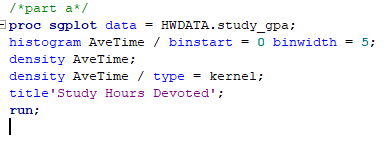 /*part a*/
proc sgplot data = HWDATA.study_gpa;
histogram AveTime / binstart = 0 binwidth = 5;
density AveTime;
density AveTime / type = kernel;
title'Study Hours Devoted';
run;